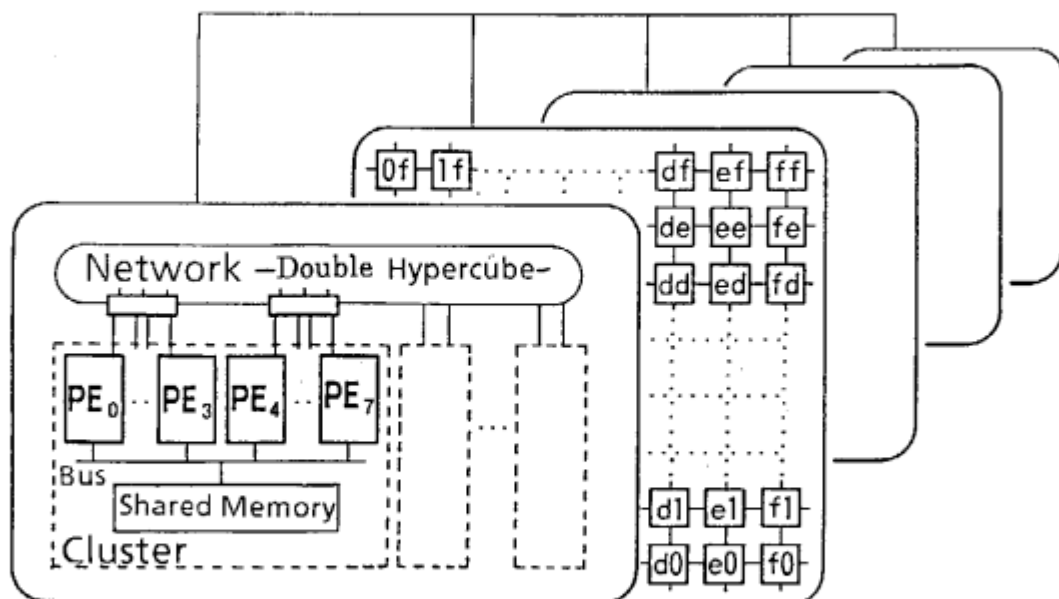 0f 1f df ef ff
de ee fe
Network -Double Hypercube-
dd ed fd
PE0 PE3 PE4 PE7
Bus
Shared Memory
d1 e1 f1
Cluster
d0 e0 f0